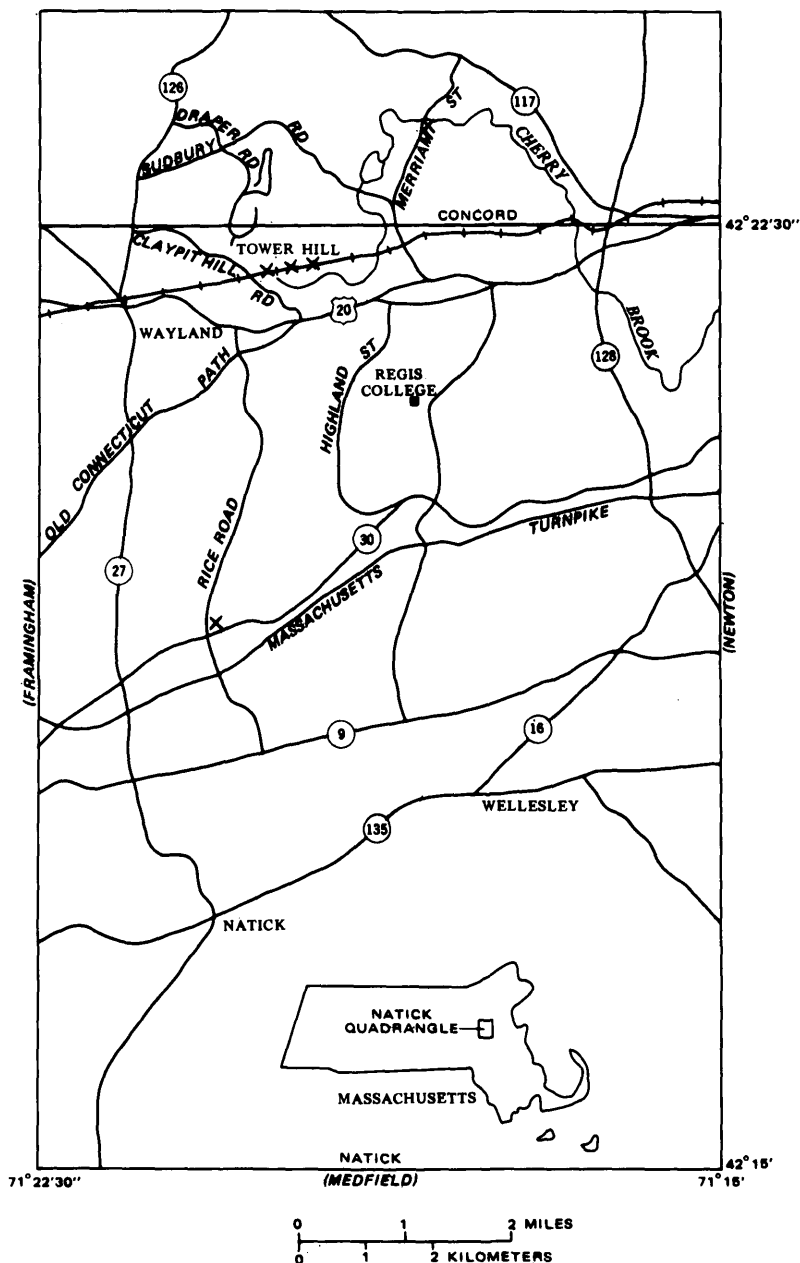 126
DRAPER RD
SUDBURY RD
MERRIAM ST
117
CHERRY
CONCORD
42°22'30"
TOWER HILL
CLAYPIT HILL RD
WAYLAND
20
BROOK
128
OLD CONNECTICUT PATH
HIGHLAND ST
REGIS
COLLEGE
RICE ROAD
30
TURNPIKE
27
MASSACHUSETTS
(FRAMINGHAM)
(NEWTON)
9
16
WELLESLEY
135
NATICK
NATICK
QUADRANGLE
MASSACHUSETTS
NATICK
42°15'
71°22'30"
(MEDFIELD)
71°15'
0 1 2 MILES
0 1 2 KILOMETERS